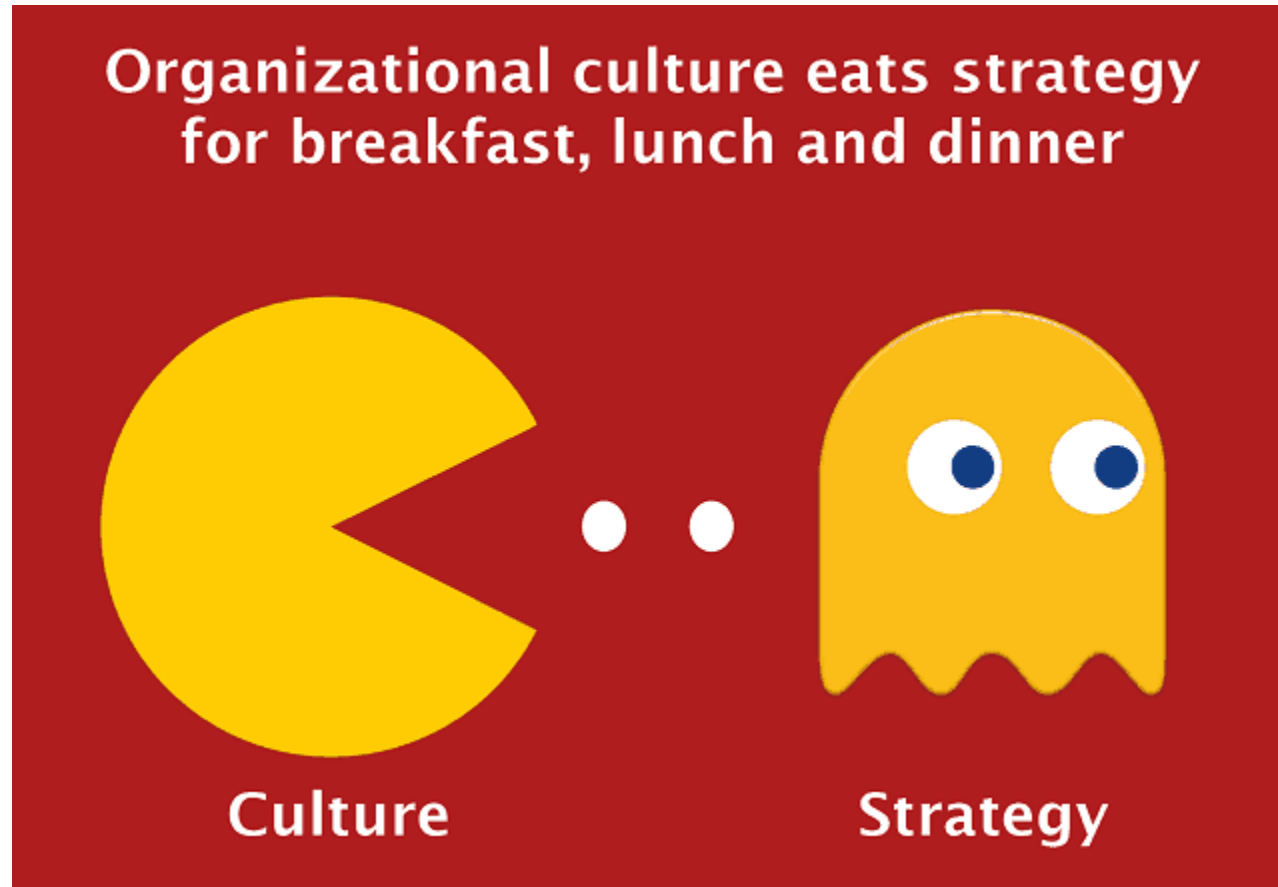 Organizational culture eats strategy
for breakfast, lunch and dinner
Culture
Strategy